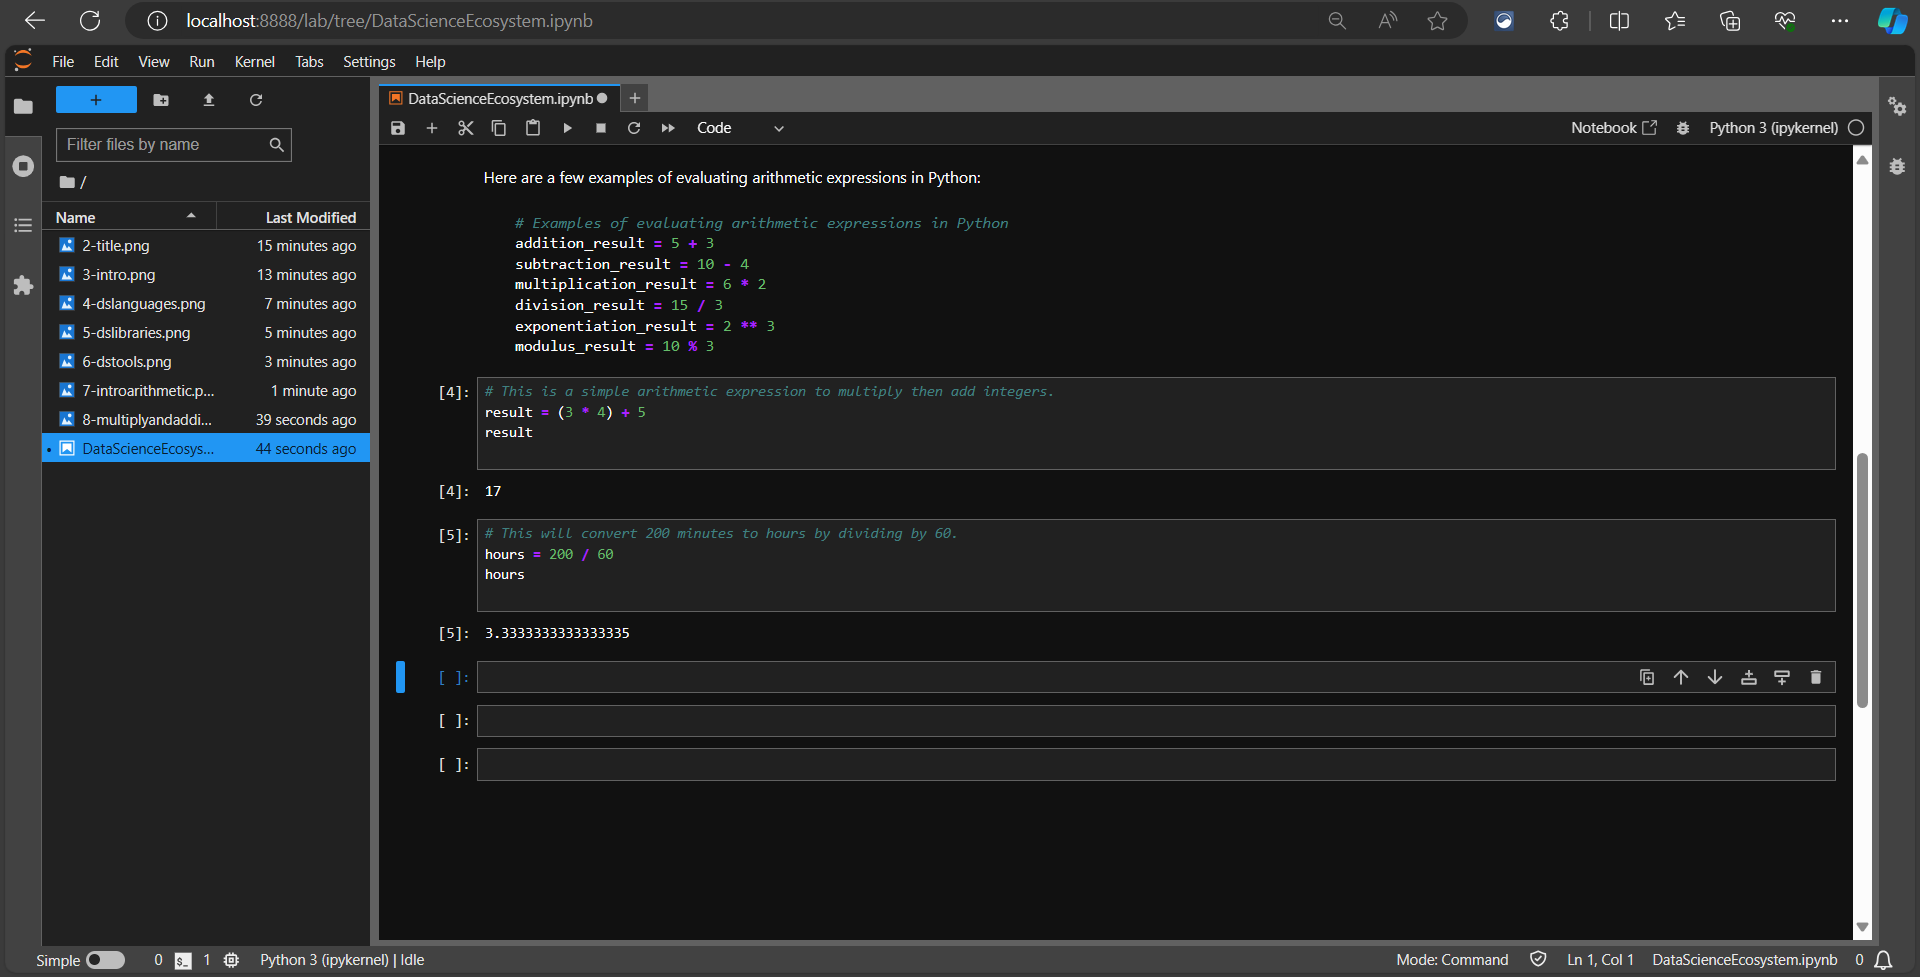 localhost:8888/lab/tree/DataScienceEcosystem.ipynb
File Edit View Run Kernel Tabs Settings Help
Filter files by name
/
Name Last Modified
2-title.png 15 minutes ago
3-intro.png 13 minutes ago
4-dslanguages.png 7 minutes ago
5-dslibraries.png 5 minutes ago
6-dstools.png 3 minutes ago
7-introarithmetic.p... 1 minute ago
8-multiplyandaddi... 39 seconds ago
DataScienceEcosys... 44 seconds ago
DataScienceEcosystem.ipynb
Code Notebook Python 3 (ipykernel)
Here are a few examples of evaluating arithmetic expressions in Python:
# Examples of evaluating arithmetic expressions in Python
addition_result = 5 + 3
subtraction_result = 10 - 4
multiplication_result = 6 * 2
division_result = 15 / 3
exponentiation_result = 2 ** 3
modulus_result = 10 % 3
[4]: # This is a simple arithmetic expression to multiply then add integers.
result = (3 * 4) + 5
result
[4]: 17
[5]: # This will convert 200 minutes to hours by dividing by 60.
hours = 200 / 60
hours
[5]: 3.3333333333333335
[ ]:
[ ]:
[ ]:
Simple 0 $_ 1 Python 3 (ipykernel) | Idle Mode: Command Ln 1, Col 1 DataScienceEcosystem.ipynb 0